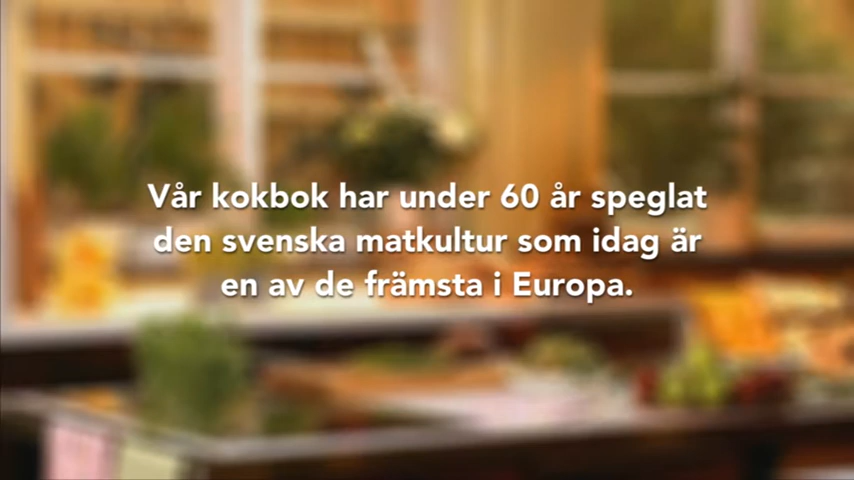 Vår kokbok har under 60 år speglat
den svenska matkultur som idag är
en av de främsta i Europa.